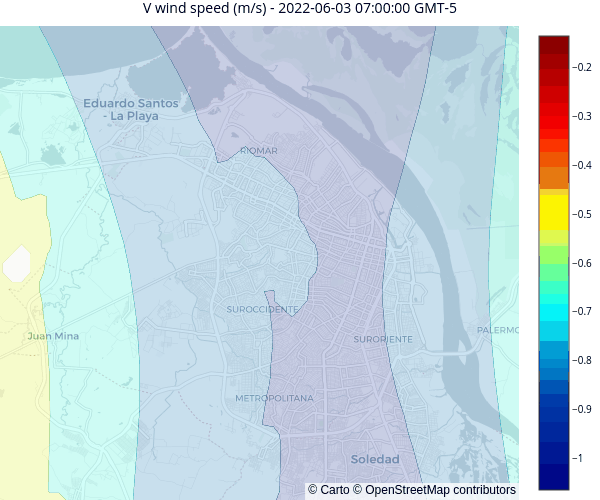 V wind speed (m/s) - 2022-06-03 07:00:00 GMT-5
Eduardo Santos
- La Playa
RIOMAR
SUROCCIDENTE
Juan Mina
SURORIENTE
PALERMO
METROPOLITANA
Soledad
© Carto © OpenStreetMap contributors
−0.2
−0.3
−0.4
−0.5
−0.6
−0.7
−0.8
−0.9
−1